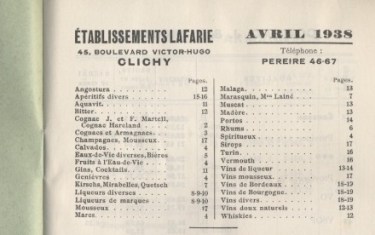 ÉTABLISSEMENTS LAFARIE
45, BOULEVARD VICTOR-HUGO
CLICHY
AVRIL 1938
Téléphone :
PEREIRE 46-67
Pages.
Angostura 12
Apéritifs divers 15-16
Aquavit 11
Bitter 13
Cognac J. et F. Martell,
Cognac Harcland 2
Cognacs et Armagnacs 3
Champagnes, Mousseux 17
Calvados 4
Eaux-de-Vie diverses, Bières 5
Fruits à l'Eau-de-Vie 4
Gins, Cocktails 11
Genièvres 4
Kirschs, Mirabelles, Quetsch 7
Liqueurs diverses 8-9-10
Liqueurs de marques 8-9-10
Mousseux 17
Marcs 4
Pages.
Malaga 13
Marasquin, Mme Lainé 7
Muscat 13
Madère 13
Portos 14
Rhums 6
Spiritueux 4
Sirops 17
Turin 16
Vermouth 16
Vins de liqueur 13-14
Vins mousseux 17
Vins de Bordeaux 18-19
Vins de Bourgogne 18-19
Vins divers 18-19
Vins doux naturels 12-13
Whiskies 12